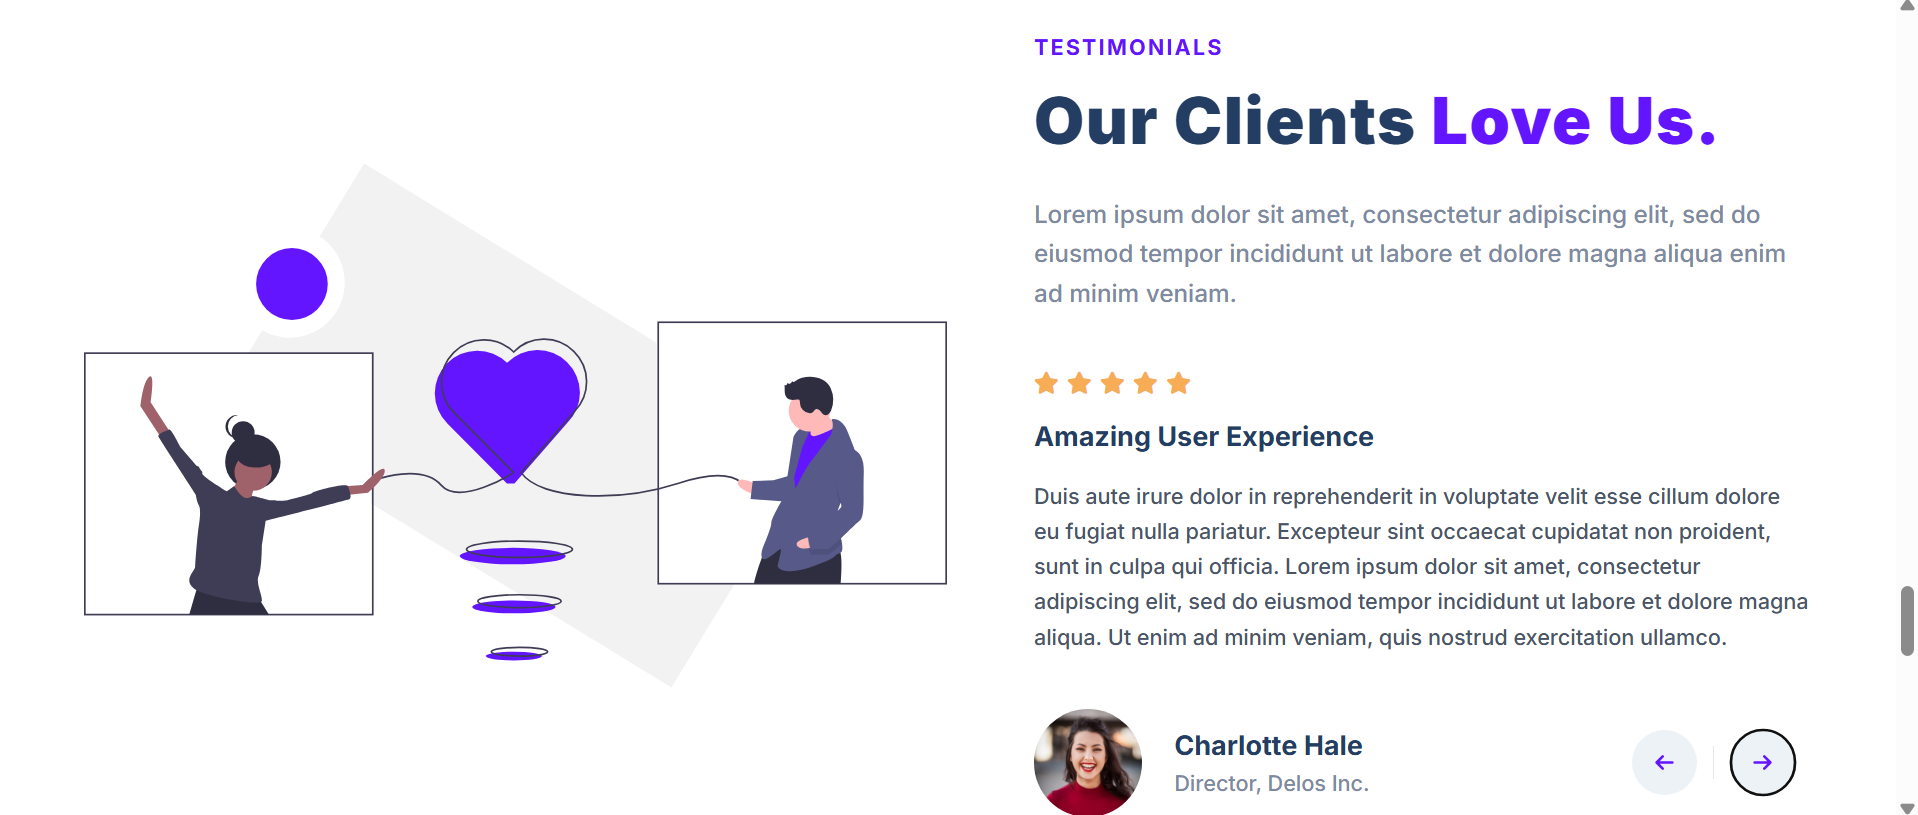 TESTIMONIALS
Our Clients Love Us.
Lorem ipsum dolor sit amet, consectetur adipiscing elit, sed do
eiusmod tempor incididunt ut labore et dolore magna aliqua enim
ad minim veniam.
Amazing User Experience
Duis aute irure dolor in reprehenderit in voluptate velit esse cillum dolore
eu fugiat nulla pariatur. Excepteur sint occaecat cupidatat non proident,
sunt in culpa qui officia. Lorem ipsum dolor sit amet, consectetur
adipiscing elit, sed do eiusmod tempor incididunt ut labore et dolore magna
aliqua. Ut enim ad minim veniam, quis nostrud exercitation ullamco.
Charlotte Hale
Director, Delos Inc.